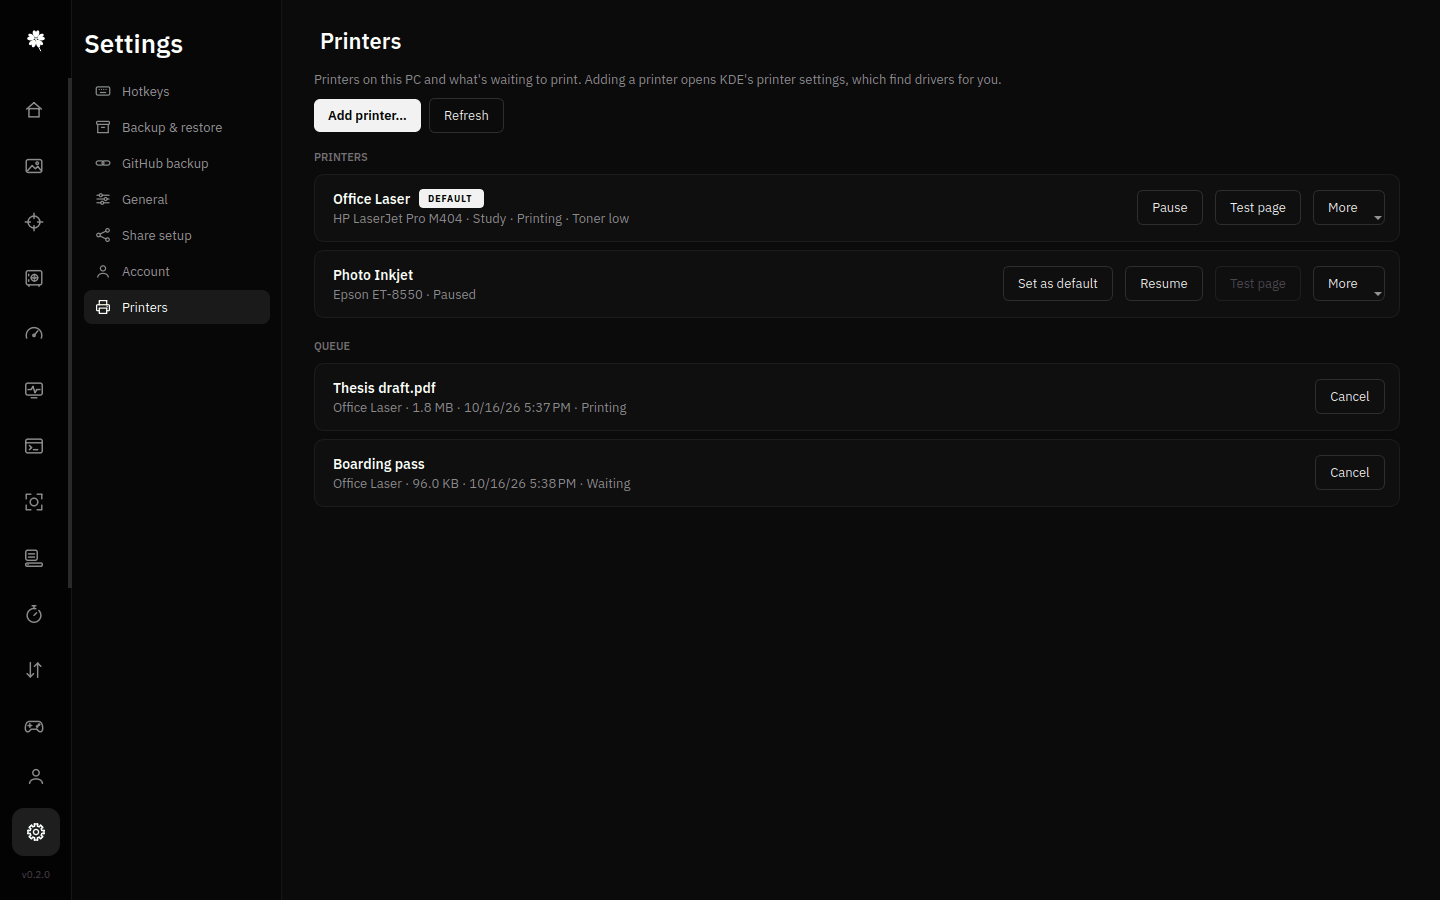 Settings
Hotkeys
Backup & restore
GitHub backup
General
Share setup
Account
Printers
v0.2.0
Printers
Printers on this PC and what's waiting to print. Adding a printer opens KDE's printer settings, which find drivers for you.
Add printer...
Refresh
PRINTERS
Office Laser DEFAULT
HP LaserJet Pro M404 · Study · Printing · Toner low
Pause
Test page
More
Photo Inkjet
Epson ET-8550 · Paused
Set as default
Resume
Test page
More
QUEUE
Thesis draft.pdf
Office Laser · 1.8 MB · 10/16/26 5:37 PM · Printing
Cancel
Boarding pass
Office Laser · 96.0 KB · 10/16/26 5:38 PM · Waiting
Cancel